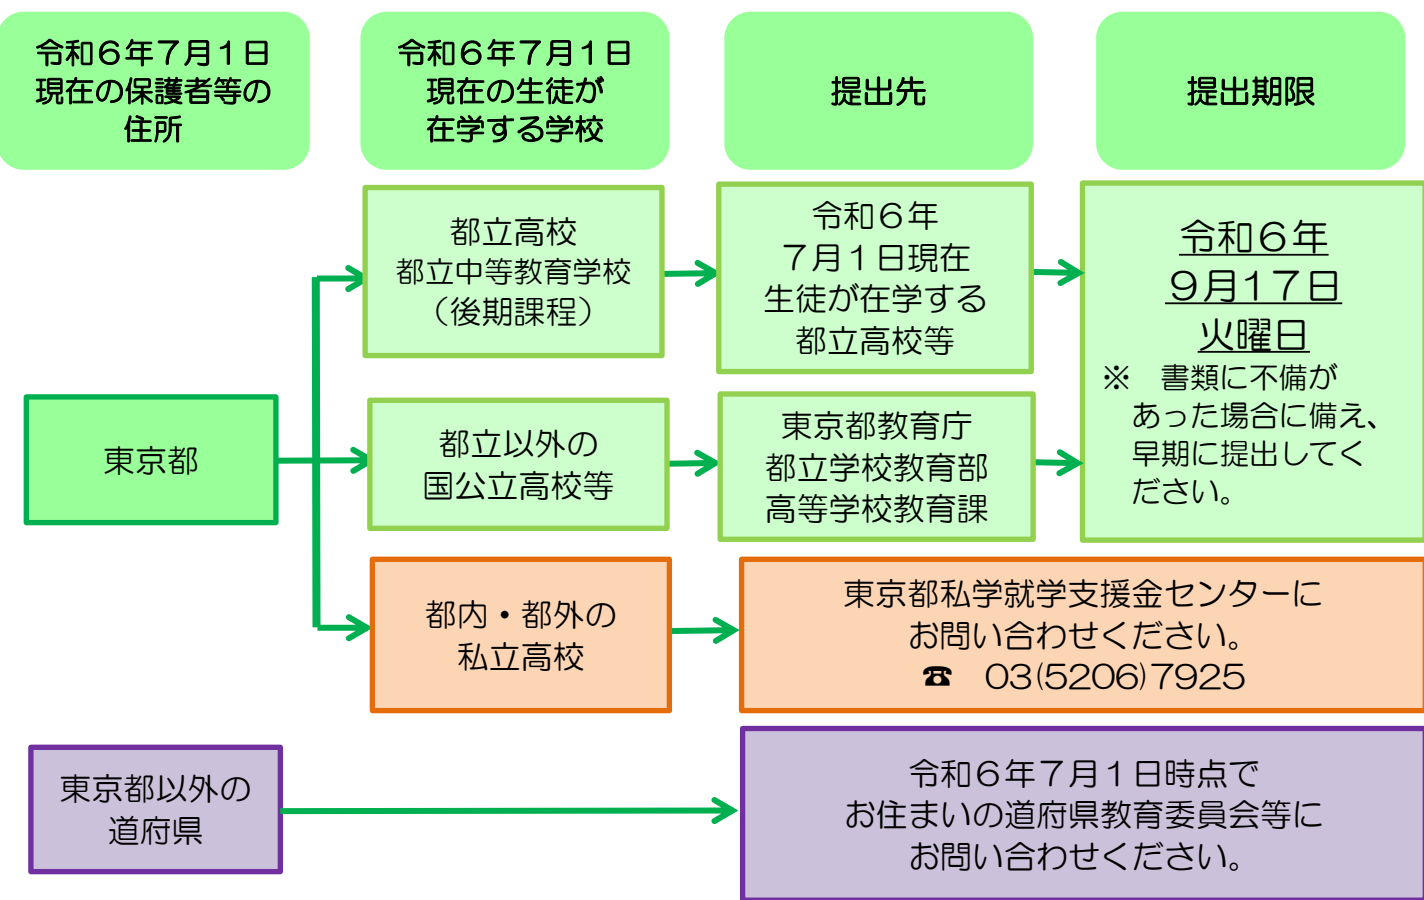 令和６年７月１日
現在の保護者等の
住所
令和６年７月１日
現在の生徒が
在学する学校
提出先
提出期限
東京都
都立高校
都立中等教育学校
（後期課程）
令和６年
７月１日現在
生徒が在学する
都立高校等
令和６年
９月17日
火曜日
※　書類に不備が
あった場合に備え、
早期に提出してく
ださい。
都立以外の
国公立高校等
東京都教育庁
都立学校教育部
高等学校教育課
都内・都外の
私立高校
東京都私学就学支援金センターに
お問い合わせください。
☎　03(5206)7925
東京都以外の
道府県
令和６年７月１日時点で
お住まいの道府県教育委員会等に
お問い合わせください。